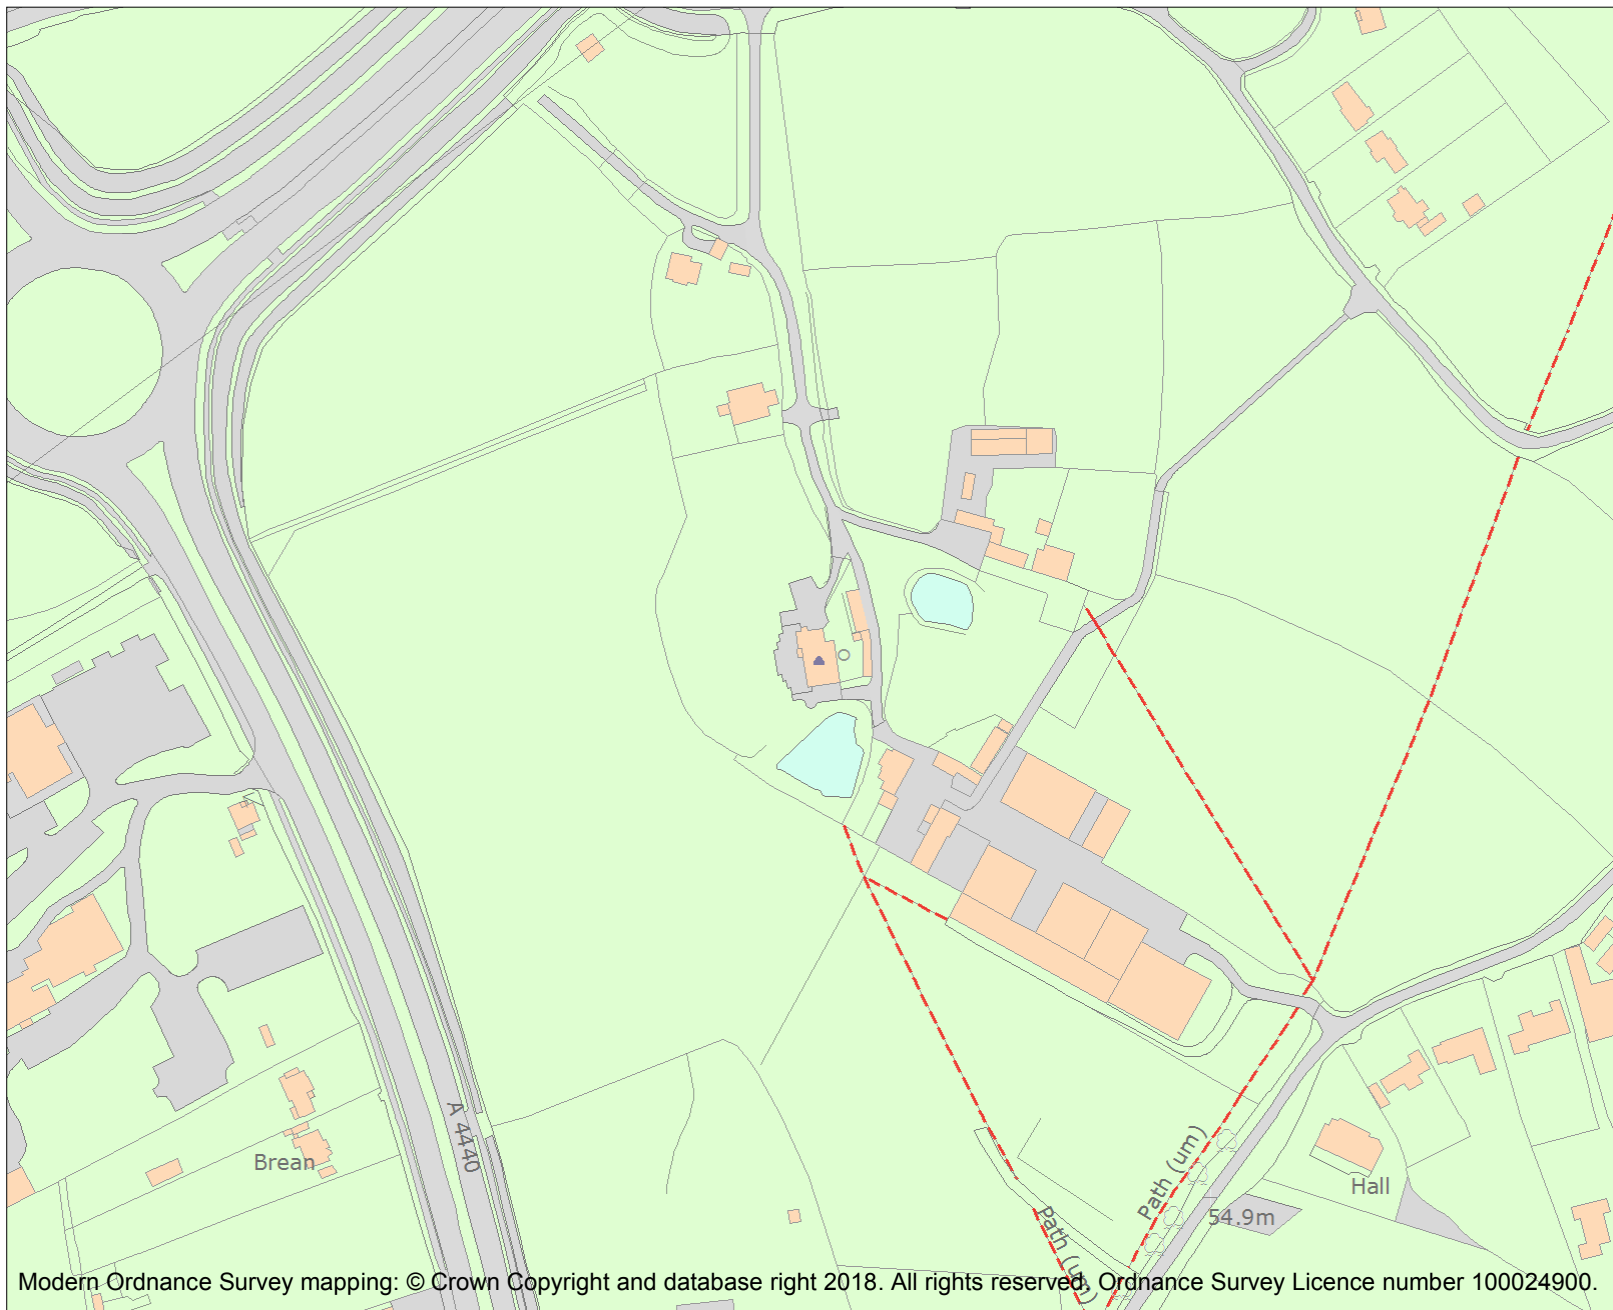 A 4440
Brean
Path (um)
Hall
54.9m
Path (um)
Modern Ordnance Survey mapping: © Crown Copyright and database right 2018. All rights reserved. Ordnance Survey Licence number 100024900.